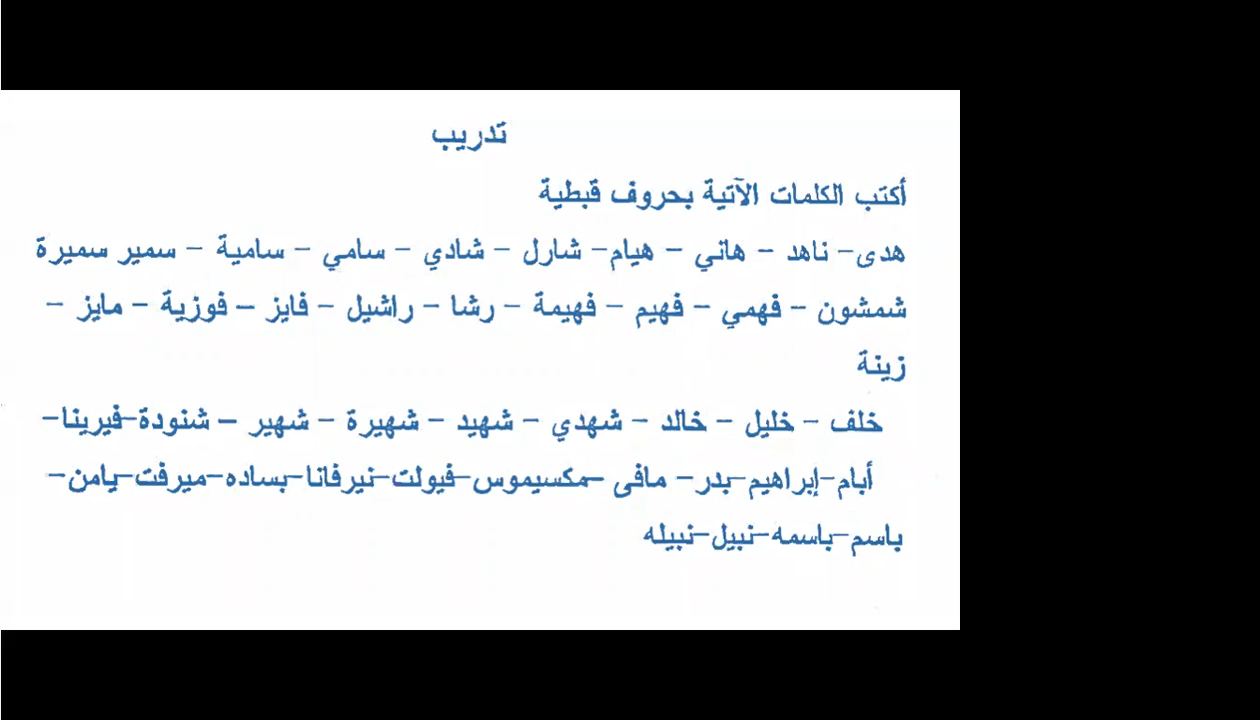 تدريب
أكتب الكلمات الآتية بحروف قبطية
هدى– ناهد – هاني – هيام– شارل – شادي – سامي – سامية – سمير سميرة
شمشون – فهمي – فهيم – فهيمة – رشا – راشيل – فايز – فوزية – مايز –
زينة
خلف – خليل – خالد – شهدي – شهيد – شهيرة – شهير – شنودة–فيرينا–
أبام–إبراهيم–بدر– مافى –مكسيموس–فيولت–نيرفانا–بساده–ميرفت–يامن–
باسم–باسمه–نبيل–نبيله